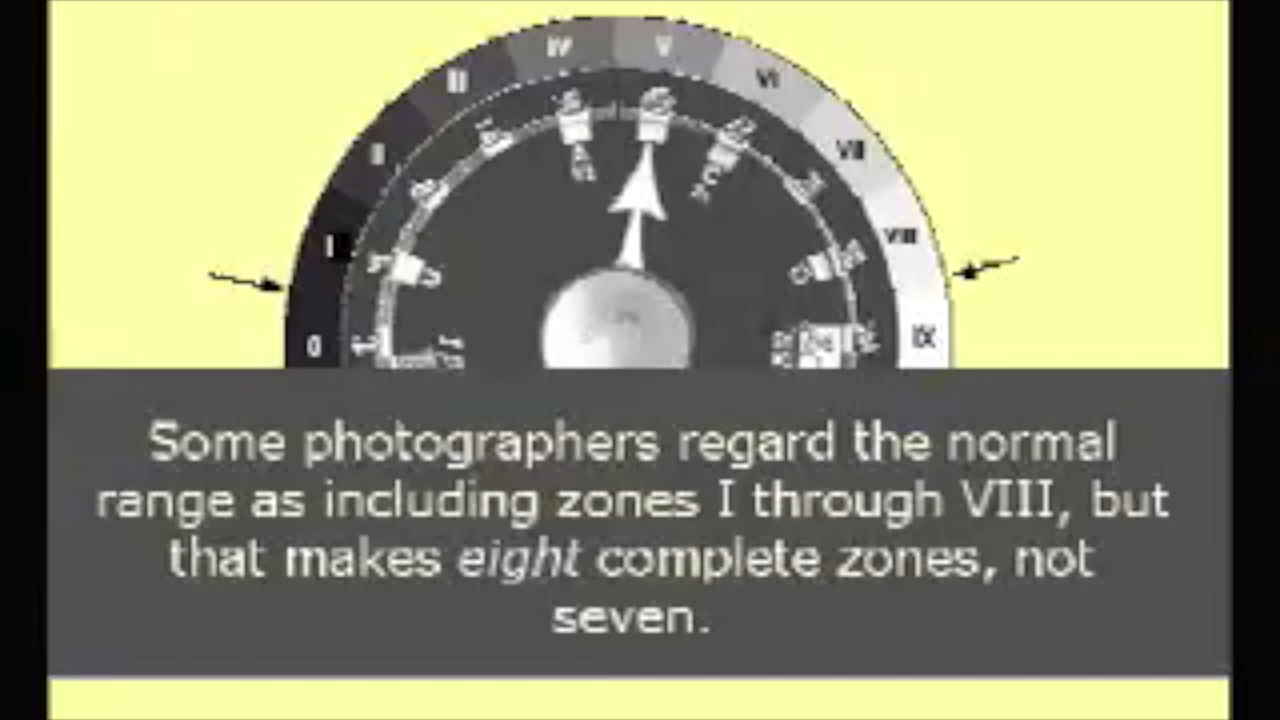 IV V VI
III VII
II
I VIII
0 IX
Some photographers regard the normal
range as including zones I through VIII, but
that makes eight complete zones, not
seven.